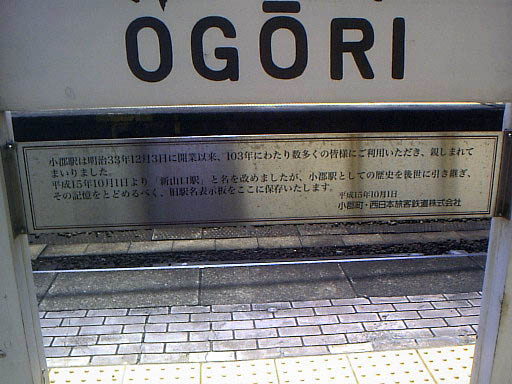 OGŌRI
小郡駅は明治33年12月3日に開業以来、103年にわたり数多くの皆様にご利用いただき、親しまれて
まいりました。
平成15年10月1日より「新山口駅」と名を改めましたが、小郡駅としての歴史を後世に引き継ぎ、
その記憶をとどめるべく、旧駅名表示板をここに保存いたします。
平成15年10月1日
小郡町・西日本旅客鉄道株式会社